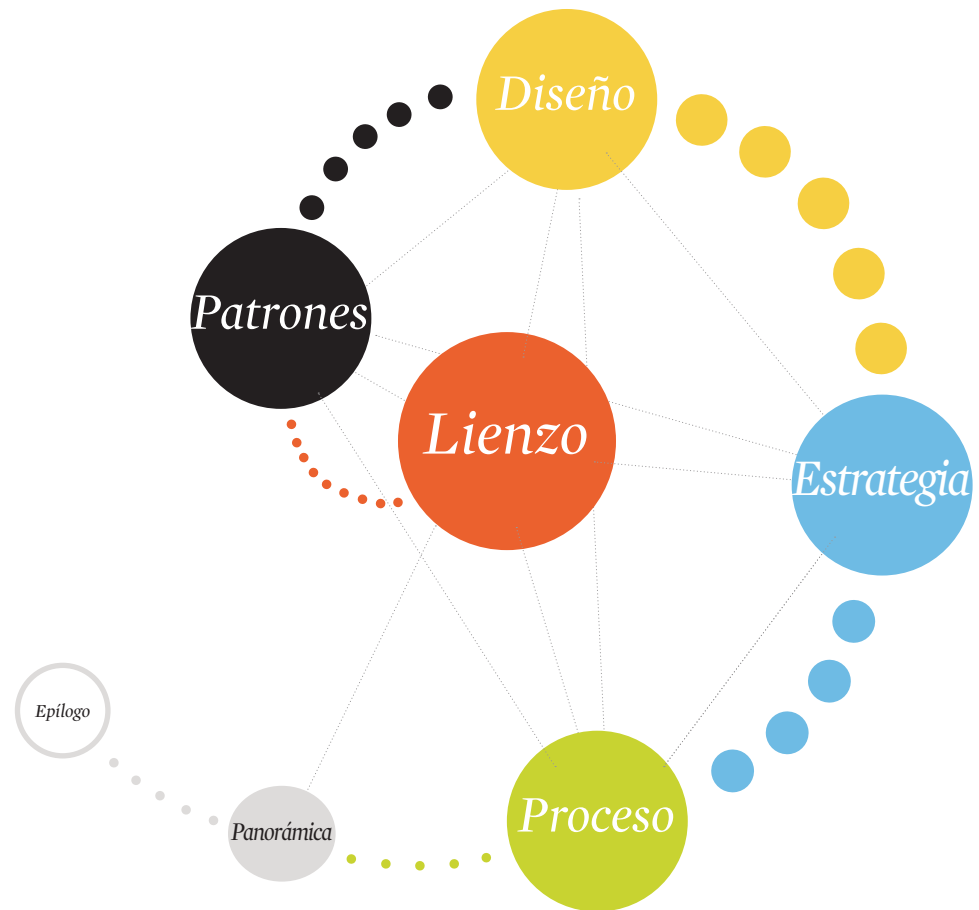 Diseño
Patrones
Lienzo
Estrategia
Epílogo
Panorámica
Proceso